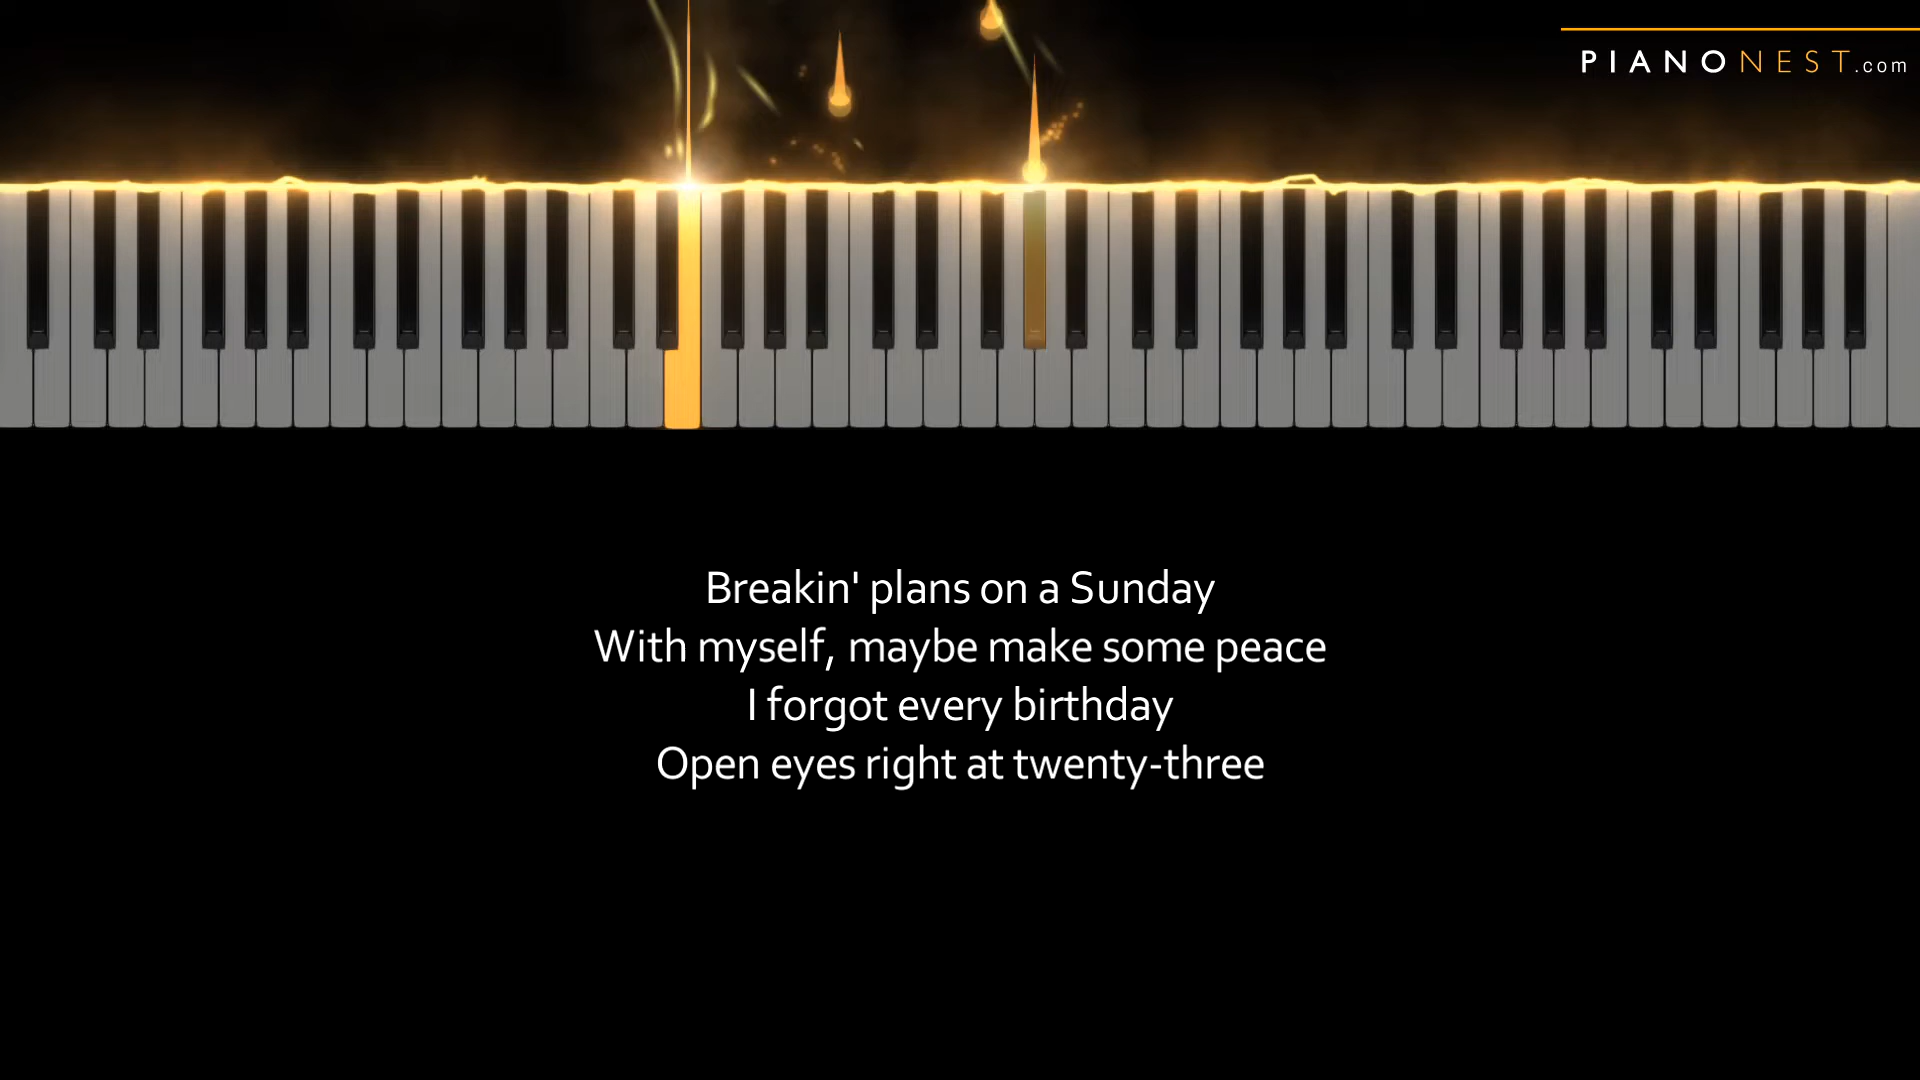 PIANONEST.com
Breakin' plans on a Sunday
With myself, maybe make some peace
I forgot every birthday
Open eyes right at twenty-three